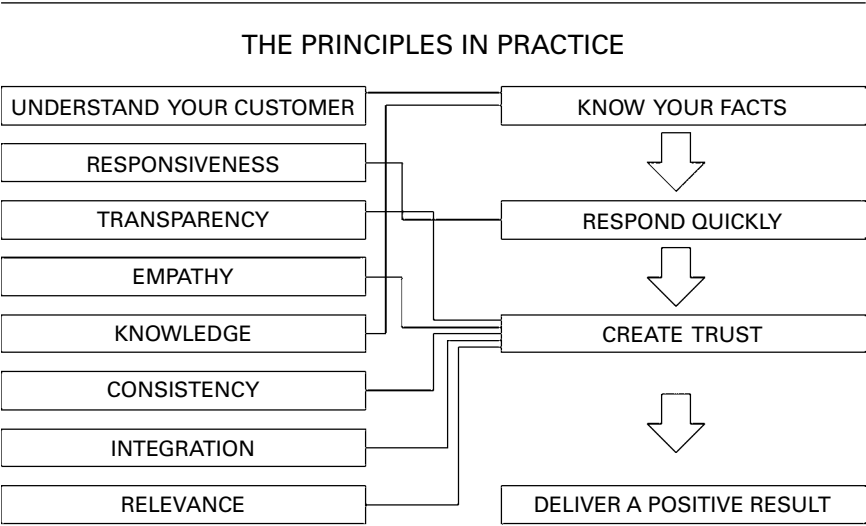 THE PRINCIPLES IN PRACTICE
UNDERSTAND YOUR CUSTOMER
KNOW YOUR FACTS
RESPONSIVENESS
TRANSPARENCY
RESPOND QUICKLY
EMPATHY
KNOWLEDGE
CREATE TRUST
CONSISTENCY
INTEGRATION
RELEVANCE
DELIVER A POSITIVE RESULT